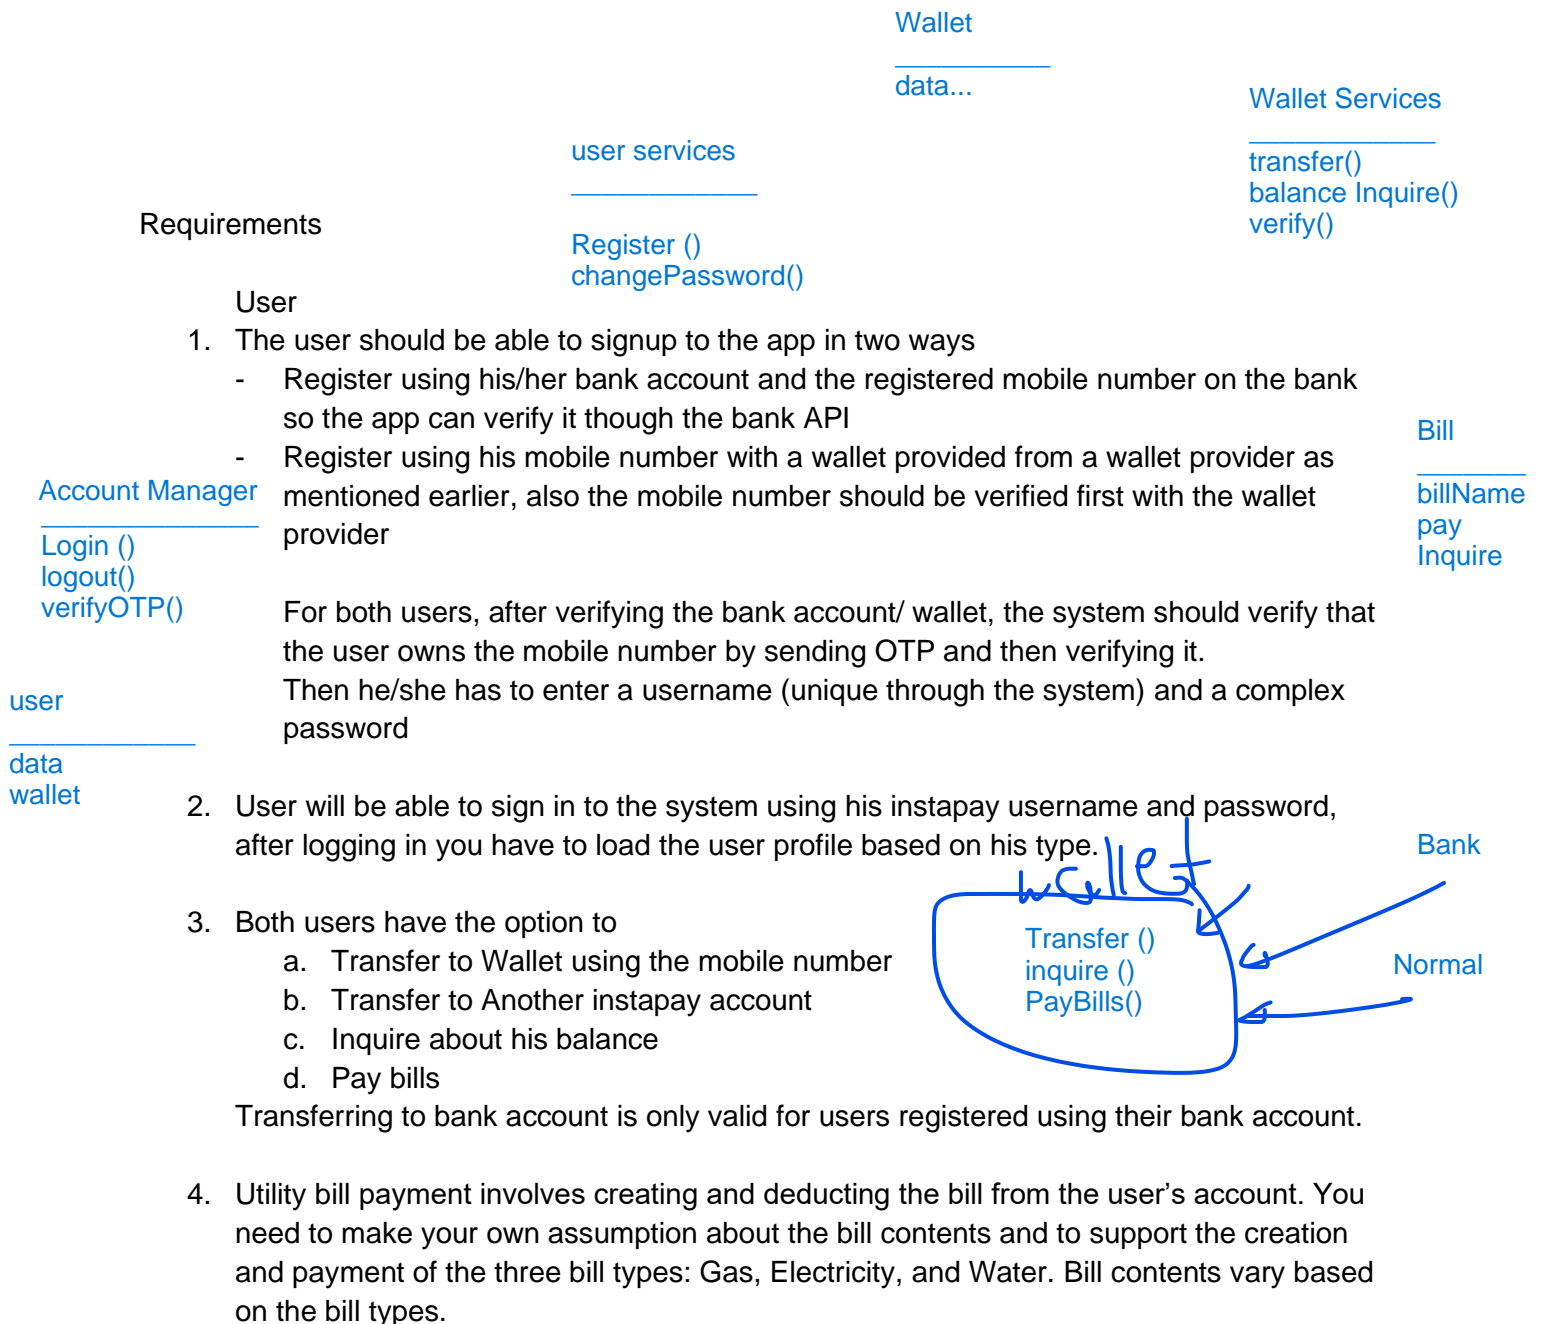 Wallet
__________
data...
Wallet Services
____________
transfer()
balance Inquire()
verify()
user services
____________
Register ()
changePassword()
Requirements
User
1. The user should be able to signup to the app in two ways
- Register using his/her bank account and the registered mobile number on the bank
so the app can verify it though the bank API
- Register using his mobile number with a wallet provided from a wallet provider as
mentioned earlier, also the mobile number should be verified first with the wallet
provider
Bill
_______
billName
pay
Inquire
Account Manager
______________
Login ()
logout()
verifyOTP()
For both users, after verifying the bank account/ wallet, the system should verify that
the user owns the mobile number by sending OTP and then verifying it.
Then he/she has to enter a username (unique through the system) and a complex
password
user
____________
data
wallet
2. User will be able to sign in to the system using his instapay username and password,
after logging in you have to load the user profile based on his type.
wallet
Bank
Normal
Transfer ()
inquire ()
PayBills()
3. Both users have the option to
a. Transfer to Wallet using the mobile number
b. Transfer to Another instapay account
c. Inquire about his balance
d. Pay bills
Transferring to bank account is only valid for users registered using their bank account.
4. Utility bill payment involves creating and deducting the bill from the user’s account. You
need to make your own assumption about the bill contents and to support the creation
and payment of the three bill types: Gas, Electricity, and Water. Bill contents vary based
on the bill types.